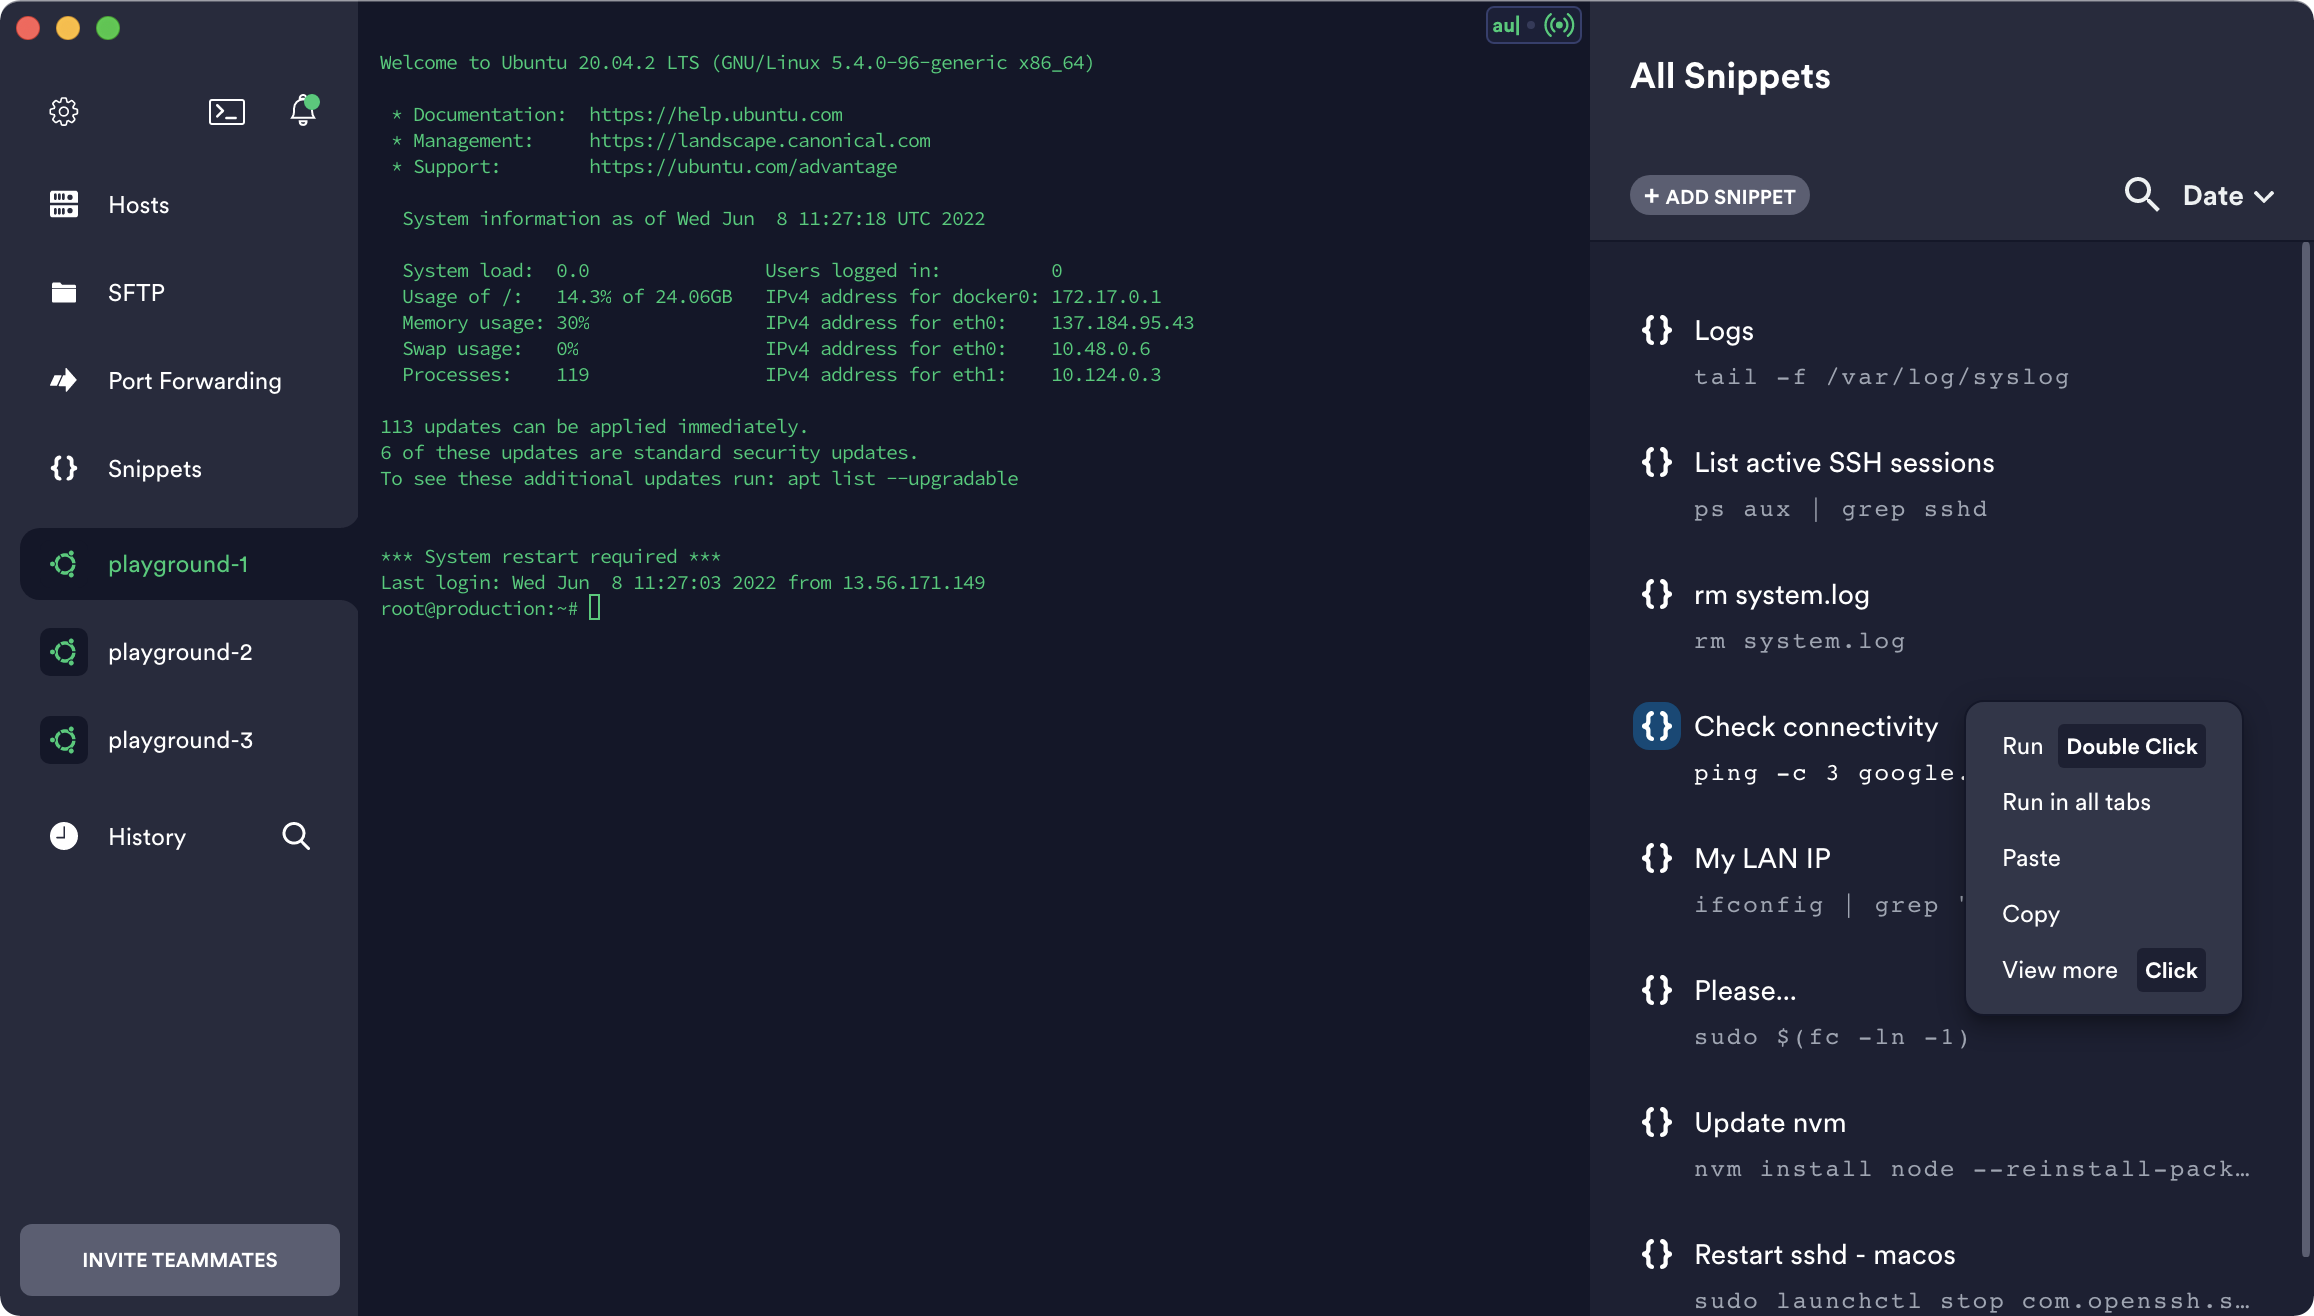 Hosts
SFTP
Port Forwarding
{} Snippets
playground-1
playground-2
playground-3
History
INVITE TEAMMATES
au|
Welcome to Ubuntu 20.04.2 LTS (GNU/Linux 5.4.0-96-generic x86_64)
* Documentation: https://help.ubuntu.com
* Management: https://landscape.canonical.com
* Support: https://ubuntu.com/advantage
System information as of Wed Jun 8 11:27:18 UTC 2022
System load: 0.0 Users logged in: 0
Usage of /: 14.3% of 24.06GB IPv4 address for docker0: 172.17.0.1
Memory usage: 30% IPv4 address for eth0: 137.184.95.43
Swap usage: 0% IPv4 address for eth0: 10.48.0.6
Processes: 119 IPv4 address for eth1: 10.124.0.3
113 updates can be applied immediately.
6 of these updates are standard security updates.
To see these additional updates run: apt list --upgradable
*** System restart required ***
Last login: Wed Jun 8 11:27:03 2022 from 13.56.171.149
root@production:~#
All Snippets
+ ADD SNIPPET
Date
{} Logs
tail -f /var/log/syslog
{} List active SSH sessions
ps aux | grep sshd
{} rm system.log
rm system.log
{} Check connectivity
ping -c 3 google.
{} My LAN IP
ifconfig | grep '
{} Please...
sudo $(fc -ln -1)
{} Update nvm
nvm install node --reinstall-pack…
{} Restart sshd - macos
sudo launchctl stop com.openssh.s…
Run Double Click
Run in all tabs
Paste
Copy
View more Click